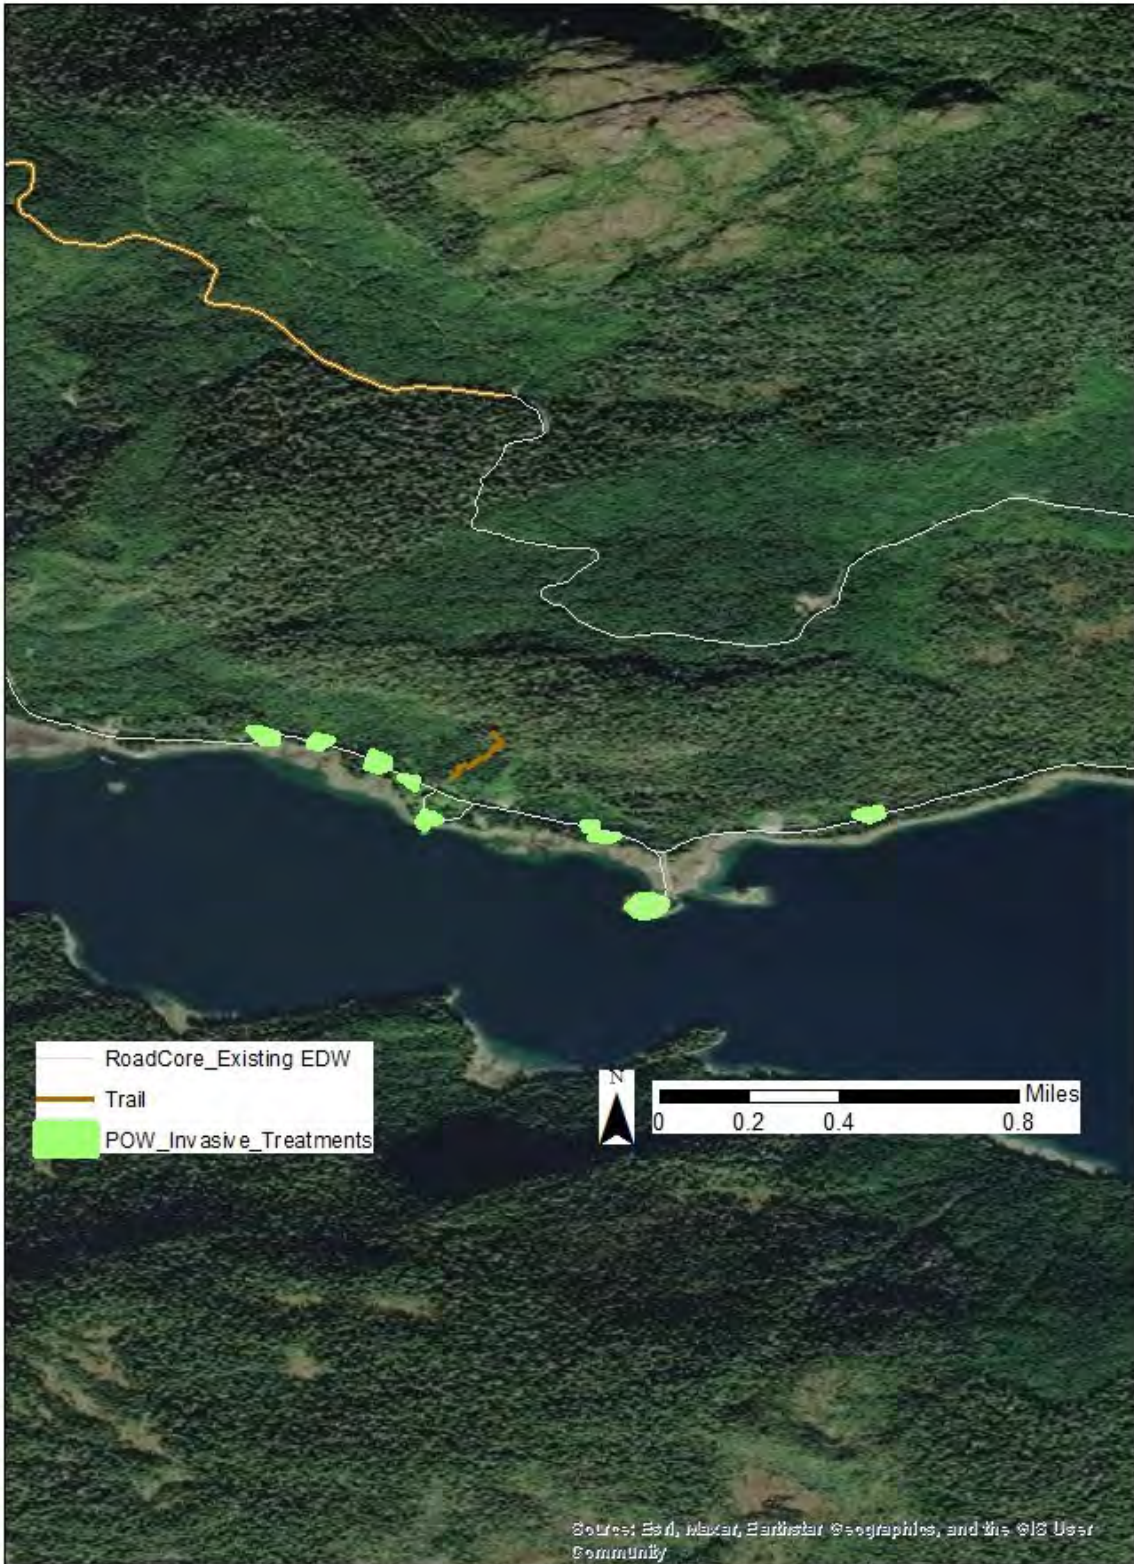 RoadCore_Existing EDW
Trail
POW_Invasive_Treatments
N
Miles
0 0.2 0.4 0.8
Source: Esri, Maxar, Earthstar Geographics, and the GIS User
Community